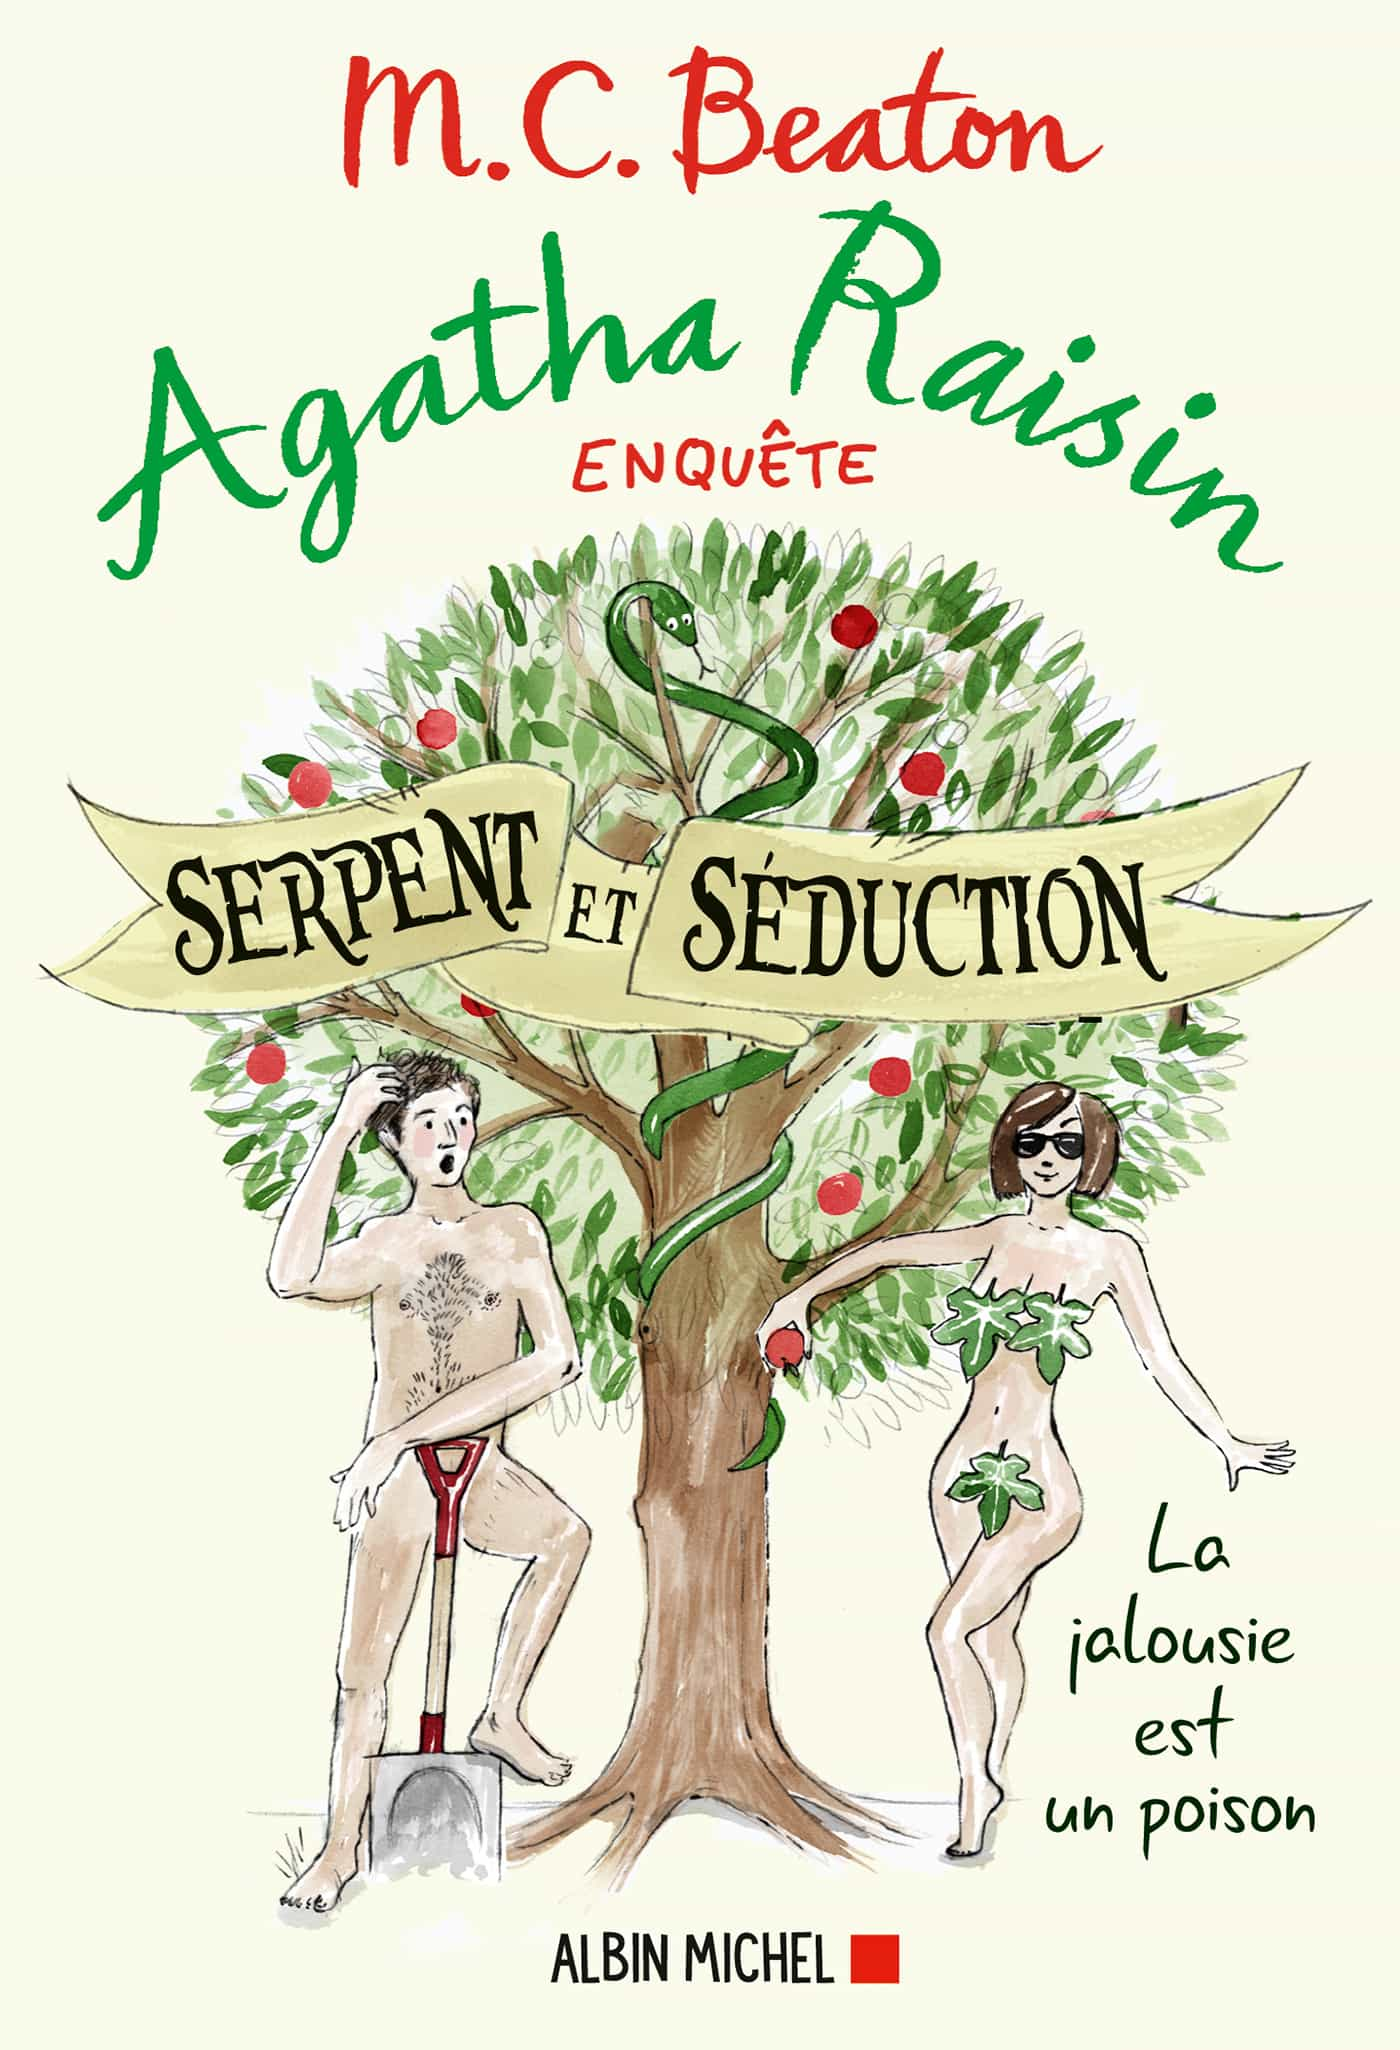 M.C. Beaton
Agatha Raisin
ENQUÊTE
SERPENT ET SÉDUCTION
La
jalousie
est
un poison
ALBIN MICHEL